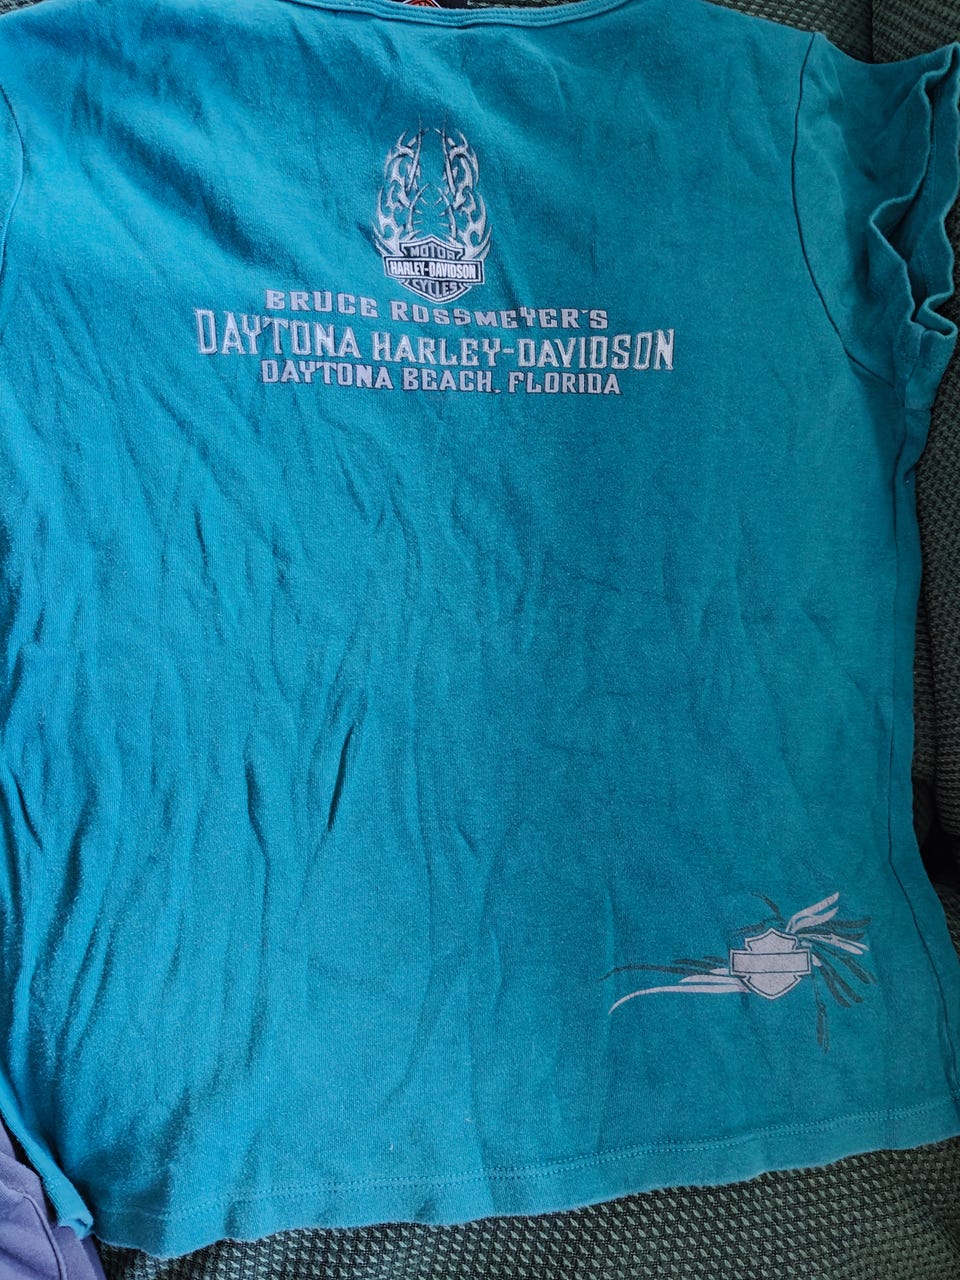 MOTOR
HARLEY-DAVIDSON
CYCLES
BRUCE ROSSMEYER'S
DAYTONA HARLEY-DAVIDSON
DAYTONA BEACH, FLORIDA